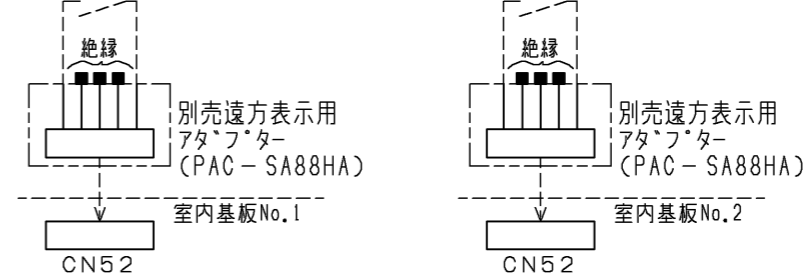 絶縁
別売遠方表示用
アダプター
(PAC-SA88HA)
室内基板No.1
CN52
絶縁
別売遠方表示用
アダプター
(PAC-SA88HA)
室内基板No.2
CN52